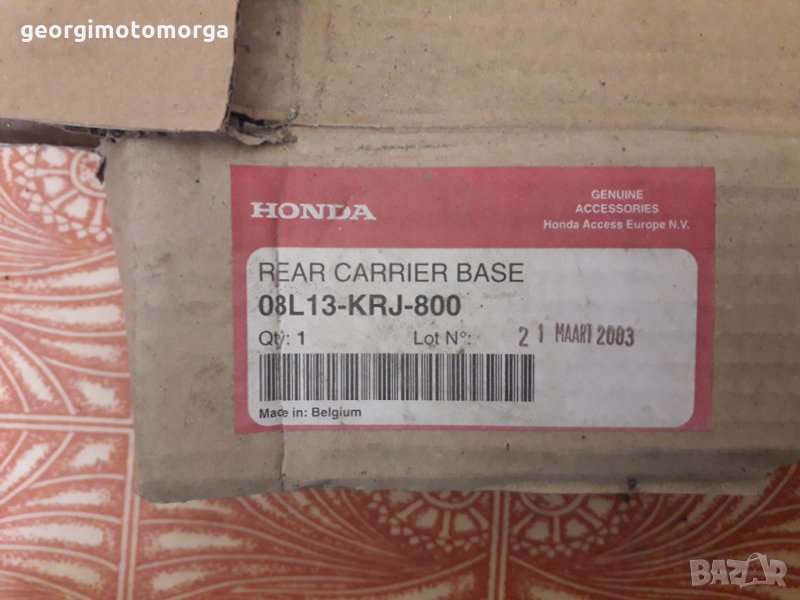 georgimotomorga
HONDA
GENUINE
ACCESSORIES
Honda Access Europe N.V.
REAR CARRIER BASE
08L13-KRJ-800
Qty: 1 Lot N°: 21 MAART 2003
Made in: Belgium
BAZAR